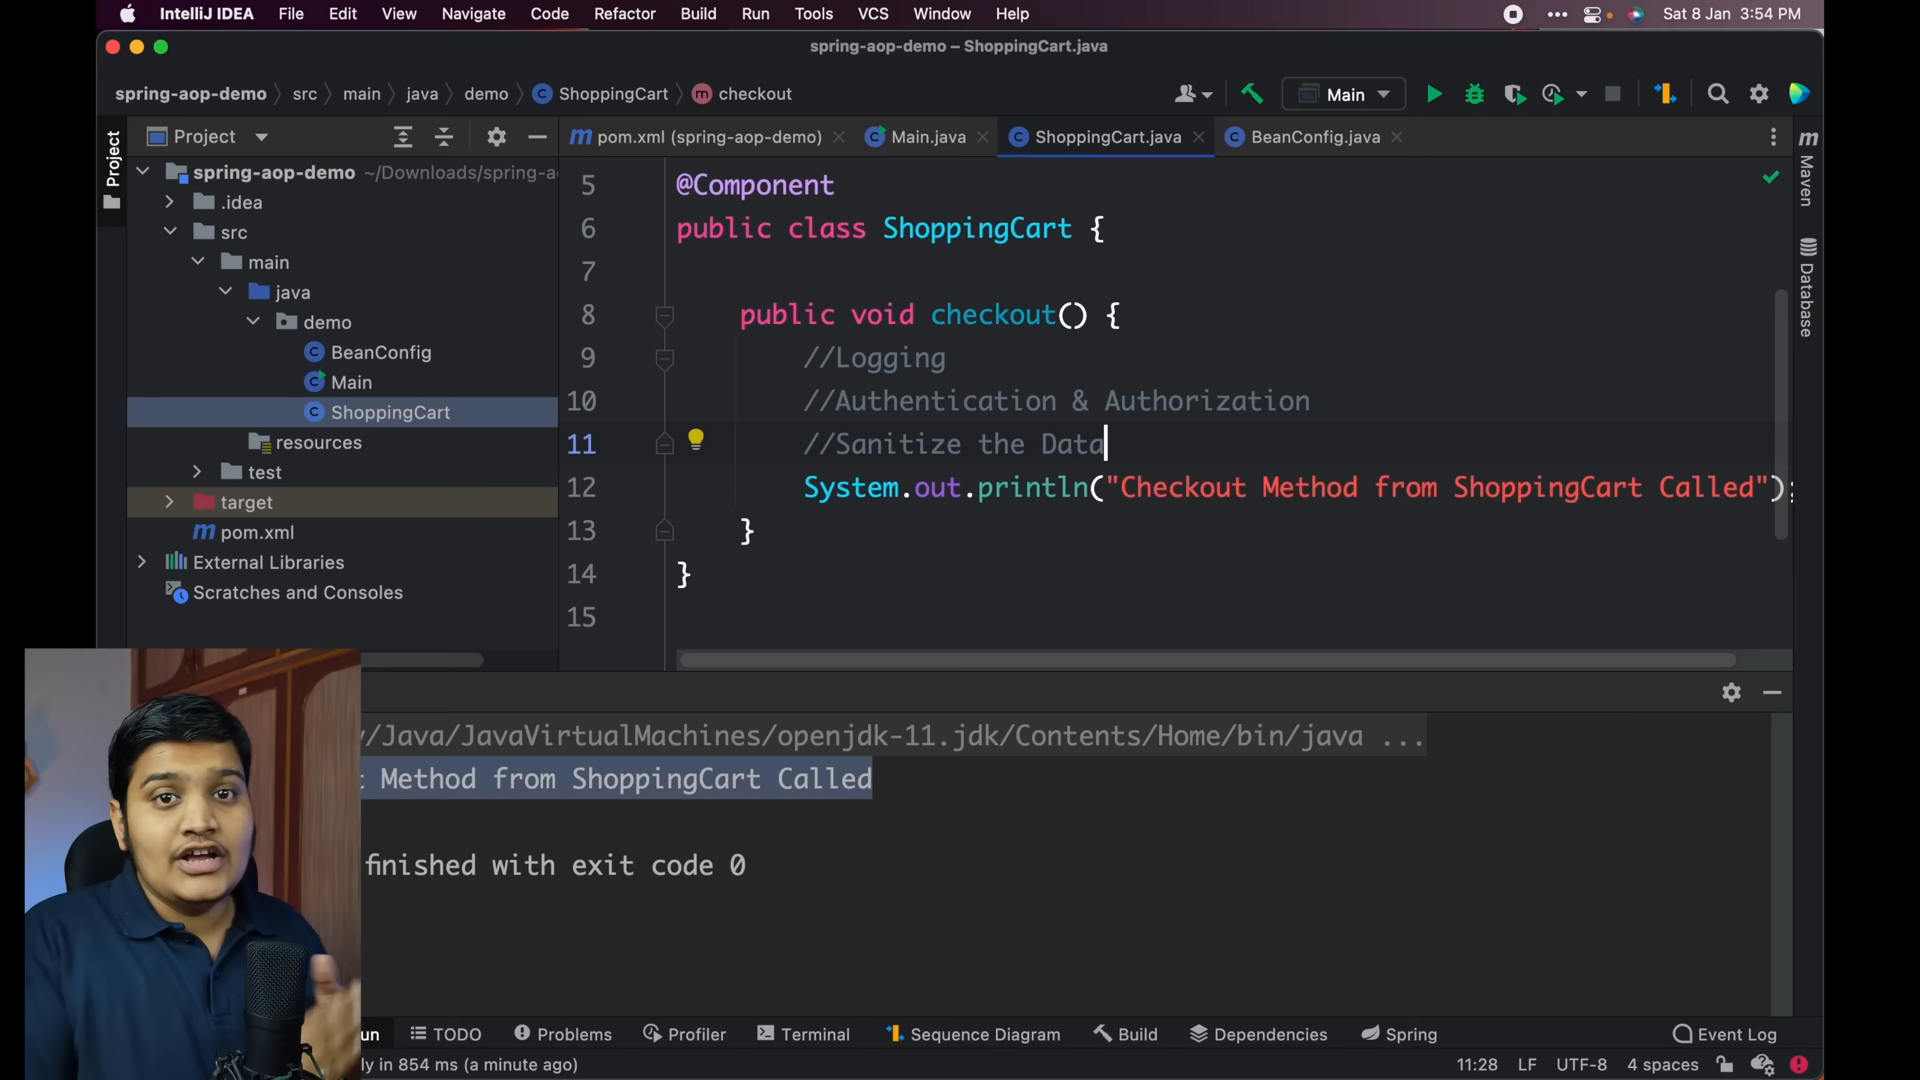 IntelliJ IDEA File Edit View Navigate Code Refactor Build Run Tools VCS Window Help Sat 8 Jan 3:54 PM
spring-aop-demo – ShoppingCart.java
spring-aop-demo src main java demo ShoppingCart checkout Main
Project
pom.xml (spring-aop-demo) Main.java ShoppingCart.java BeanConfig.java
Project
Maven
Database
spring-aop-demo ~/Downloads/spring-a
.idea
src
main
java
demo
BeanConfig
Main
ShoppingCart
resources
test
target
pom.xml
External Libraries
Scratches and Consoles
5 @Component
6 public class ShoppingCart {
7
8 public void checkout() {
9 //Logging
10 //Authentication & Authorization
11 //Sanitize the Data
12 System.out.println("Checkout Method from ShoppingCart Called");
13 }
14 }
15
/Java/JavaVirtualMachines/openjdk-11.jdk/Contents/Home/bin/java ...
Method from ShoppingCart Called
finished with exit code 0
un TODO Problems Profiler Terminal Sequence Diagram Build Dependencies Spring Event Log
ly in 854 ms (a minute ago) 11:28 LF UTF-8 4 spaces